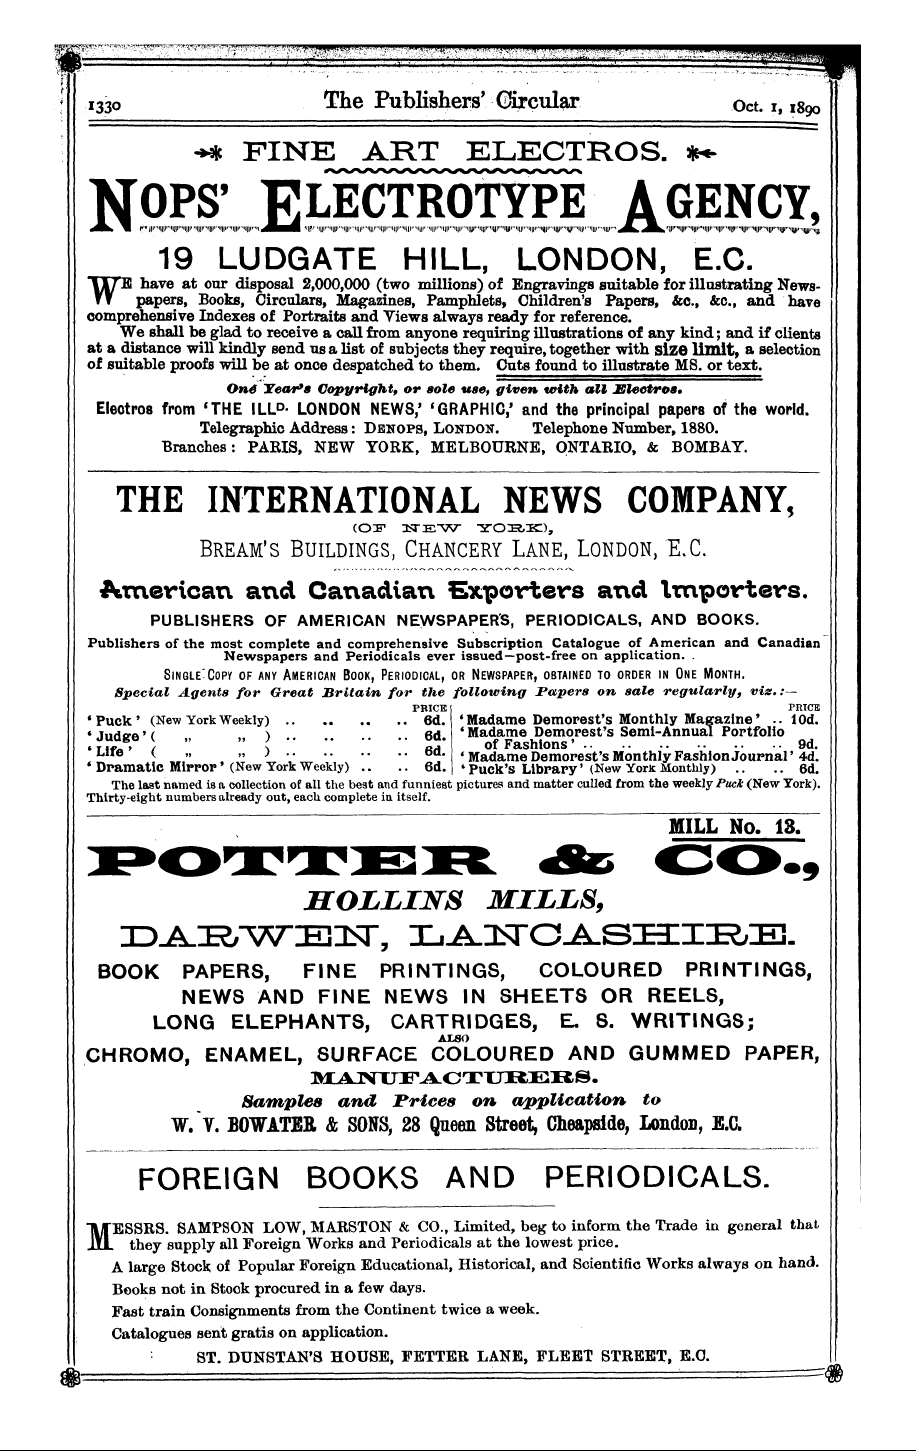 1330 The Publishers' Circular Oct. 1, 1890
FINE ART ELECTROS.
NOPS' ELECTROTYPE AGENCY,
19 LUDGATE HILL, LONDON, E.C.
WE have at our disposal 2,000,000 (two millions) of Engravings suitable for illustrating News-
papers, Books, Circulars, Magazines, Pamphlets, Children's Papers, &c., &c., and have
comprehensive Indexes of Portraits and Views always ready for reference.
We shall be glad to receive a call from anyone requiring illustrations of any kind; and if clients
at a distance will kindly send us a list of subjects they require, together with size limit, a selection
of suitable proofs will be at once despatched to them. Cuts found to illustrate MS. or text.
One Year's Copyright, or sole use, given with all Electros.
Electros from 'THE ILLD. LONDON NEWS,' 'GRAPHIC,' and the principal papers of the world.
Telegraphic Address: DENOPS, LONDON. Telephone Number, 1880.
Branches: PARIS, NEW YORK, MELBOURNE, ONTARIO, & BOMBAY.
THE INTERNATIONAL NEWS COMPANY,
(OF NEW YORK),
BREAM'S BUILDINGS, CHANCERY LANE, LONDON, E.C.
American and Canadian Exporters and Importers.
PUBLISHERS OF AMERICAN NEWSPAPERS, PERIODICALS, AND BOOKS.
Publishers of the most complete and comprehensive Subscription Catalogue of American and Canadian
Newspapers and Periodicals ever issued—post-free on application.
SINGLE COPY OF ANY AMERICAN BOOK, PERIODICAL, OR NEWSPAPER, OBTAINED TO ORDER IN ONE MONTH.
Special Agents for Great Britain for the following Papers on sale regularly, viz.:—
PRICE
'Puck' (New York Weekly) .. .. .. .. 6d.
'Judge' ( „ „ ) .. .. .. .. 6d.
'Life' ( „ „ ) .. .. .. .. 6d.
'Dramatic Mirror' (New York Weekly) .. .. 6d.
PRICE
'Madame Demorest's Monthly Magazine' .. 10d.
'Madame Demorest's Semi-Annual Portfolio
of Fashions' .. .. .. .. .. .. 9d.
'Madame Demorest's Monthly Fashion Journal' 4d.
'Puck's Library' (New York Monthly) .. .. 6d.
The last named is a collection of all the best and funniest pictures and matter culled from the weekly Puck (New York).
Thirty-eight numbers already out, each complete in itself.
MILL No. 13.
POTTER & CO.,
HOLLINS MILLS,
DARWEN, LANCASHIRE.
BOOK PAPERS, FINE PRINTINGS, COLOURED PRINTINGS,
NEWS AND FINE NEWS IN SHEETS OR REELS,
LONG ELEPHANTS, CARTRIDGES, E. S. WRITINGS;
ALSO
CHROMO, ENAMEL, SURFACE COLOURED AND GUMMED PAPER,
MANUFACTURERS.
Samples and Prices on application to
W. V. BOWATER & SONS, 28 Queen Street, Cheapside, London, E.C.
FOREIGN BOOKS AND PERIODICALS.
MESSRS. SAMPSON LOW, MARSTON & CO., Limited, beg to inform the Trade in general that
they supply all Foreign Works and Periodicals at the lowest price.
A large Stock of Popular Foreign Educational, Historical, and Scientific Works always on hand.
Books not in Stock procured in a few days.
Fast train Consignments from the Continent twice a week.
Catalogues sent gratis on application.
ST. DUNSTAN'S HOUSE, FETTER LANE, FLEET STREET, E.C.